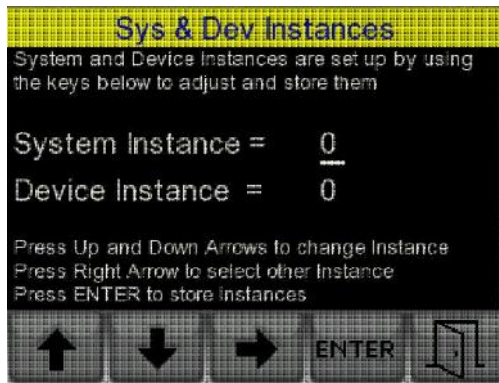 Sys & Dev Instances
System and Device Instances are set up by using
the keys below to adjust and store them
System Instance = 0
Device Instance = 0
Press Up and Down Arrows to change Instance
Press Right Arrow to select other Instance
Press ENTER to store instances
ENTER